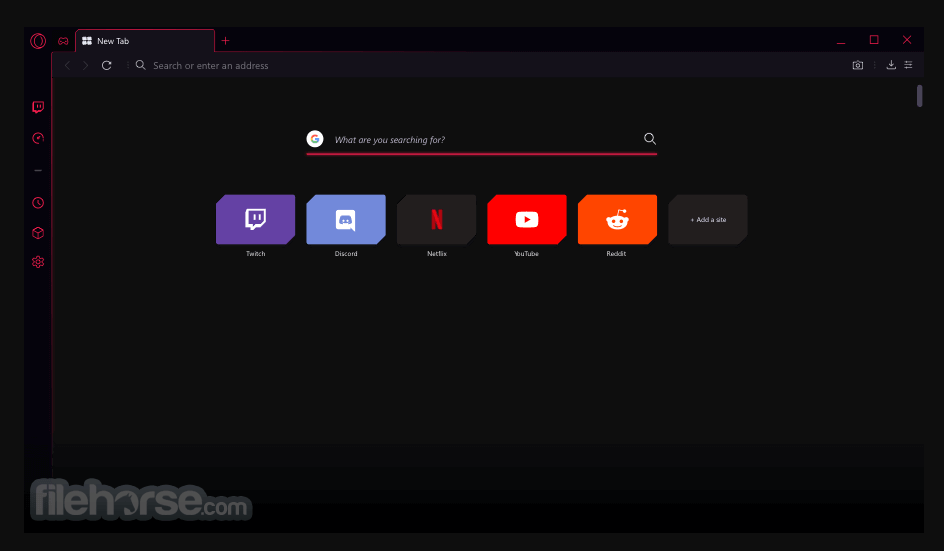 New Tab
Search or enter an address
What are you searching for?
+ Add a site
Twitch
Discord
Netflix
YouTube
Reddit
filehorse.com